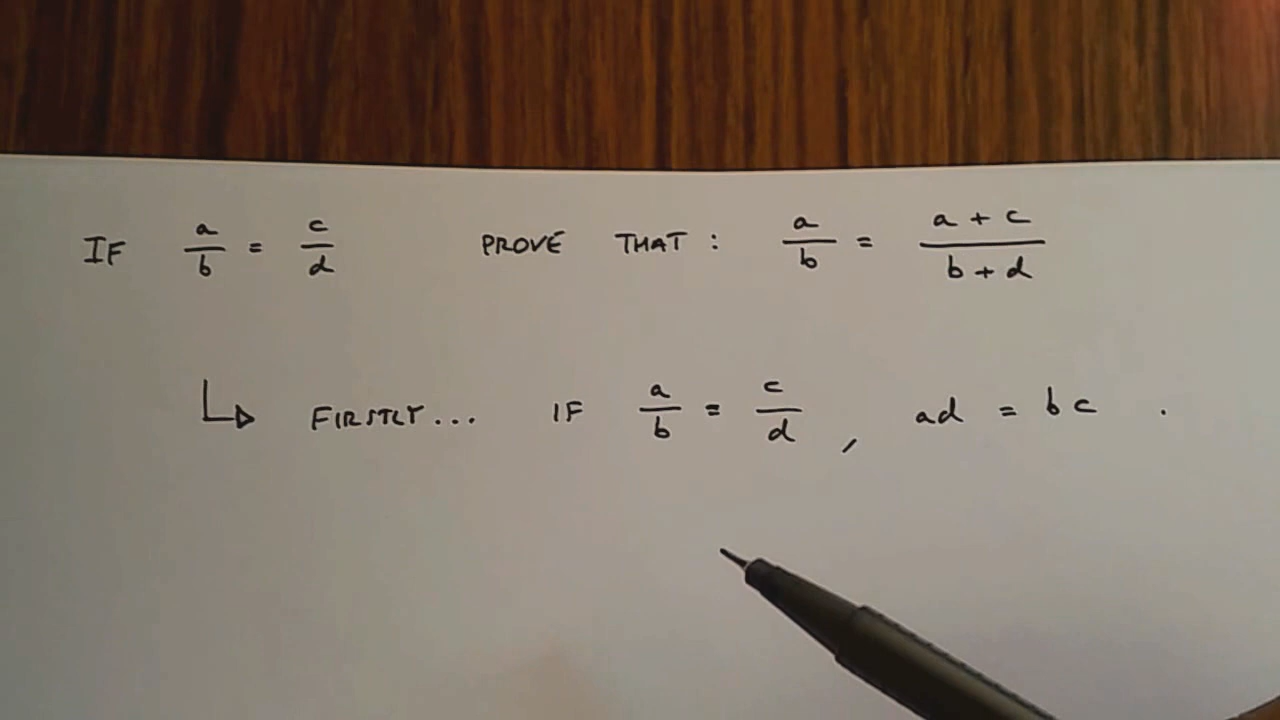 IF a/b = c/d PROVE THAT : a/b = a + c/b + d
FIRSTLY... IF a/b = c/d , ad = bc .